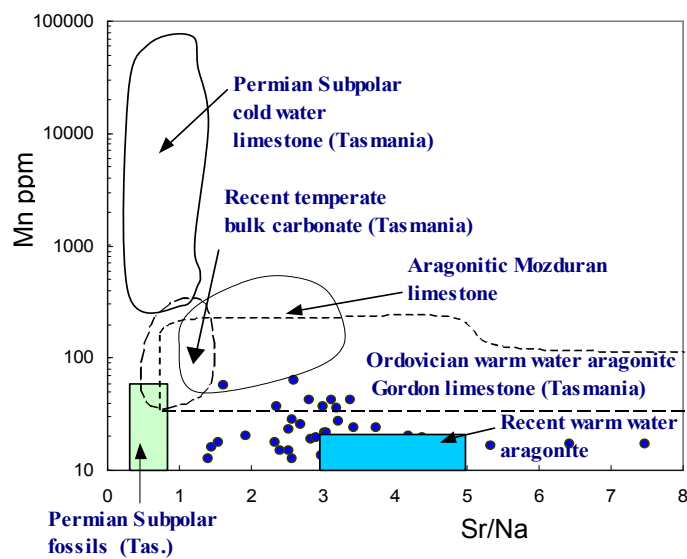 100000
10000
1000
100
10
Mn ppm
Permian Subpolar
cold water
limestone (Tasmania)
Recent temperate
bulk carbonate (Tasmania)
Aragonitic Mozduran
limestone
Ordovician warm water aragonitc
Gordon limestone (Tasmania)
Recent warm water
aragonite
0 1 2 3 4 5 6 7 8
Permian Subpolar
fossils (Tas.)
Sr/Na